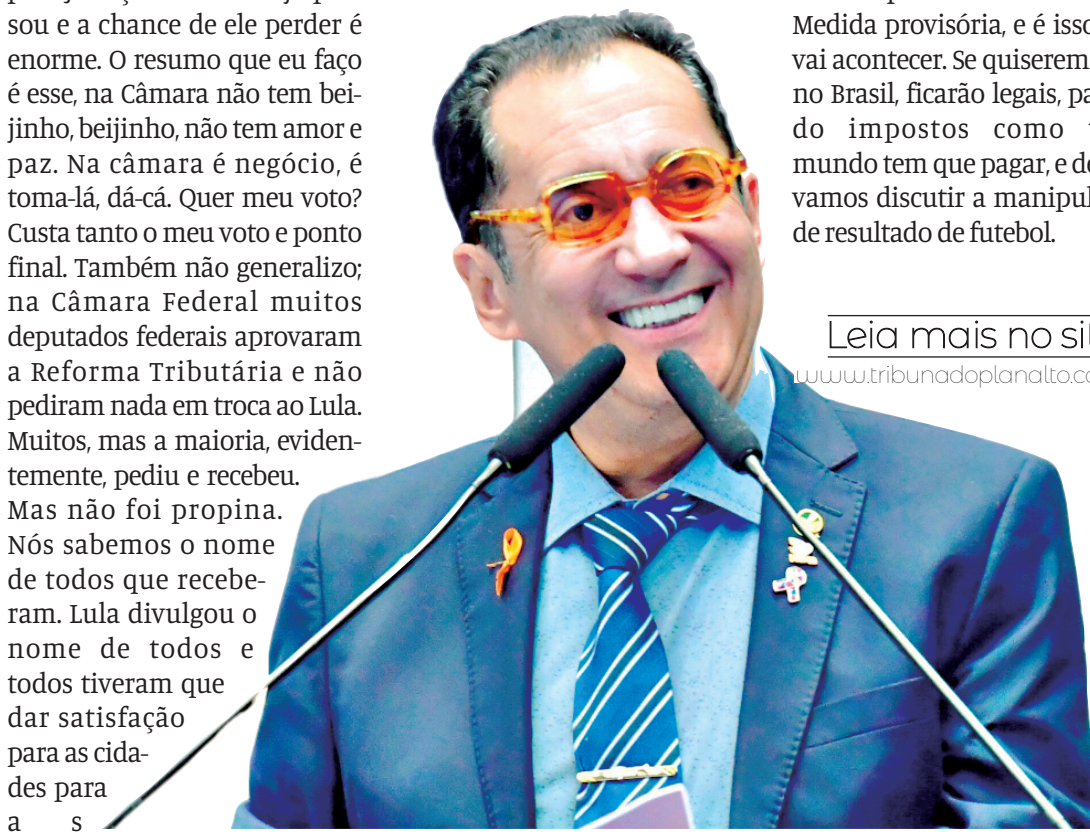 sou e a chance de ele perder é
enorme. O resumo que eu faço
é esse, na Câmara não tem bei-
jinho, beijinho, não tem amor e
paz. Na câmara é negócio, é
toma-lá, dá-cá. Quer meu voto?
Custa tanto o meu voto e ponto
final. Também não generalizo;
na Câmara Federal muitos
deputados federais aprovaram
a Reforma Tributária e não
pediram nada em troca ao Lula.
Muitos, mas a maioria, eviden-
temente, pediu e recebeu.
Mas não foi propina.
Nós sabemos o nome
de todos que recebe-
ram. Lula divulgou o
nome de todos e
todos tiveram que
dar satisfação
para as cida-
des para
a s
Medida provisória, e é isso
vai acontecer. Se quiserem
no Brasil, ficarão legais, pa
do impostos como
mundo tem que pagar, e de
vamos discutir a manipul
de resultado de futebol.
Leia mais no si
www.tribunadoplanalto.co